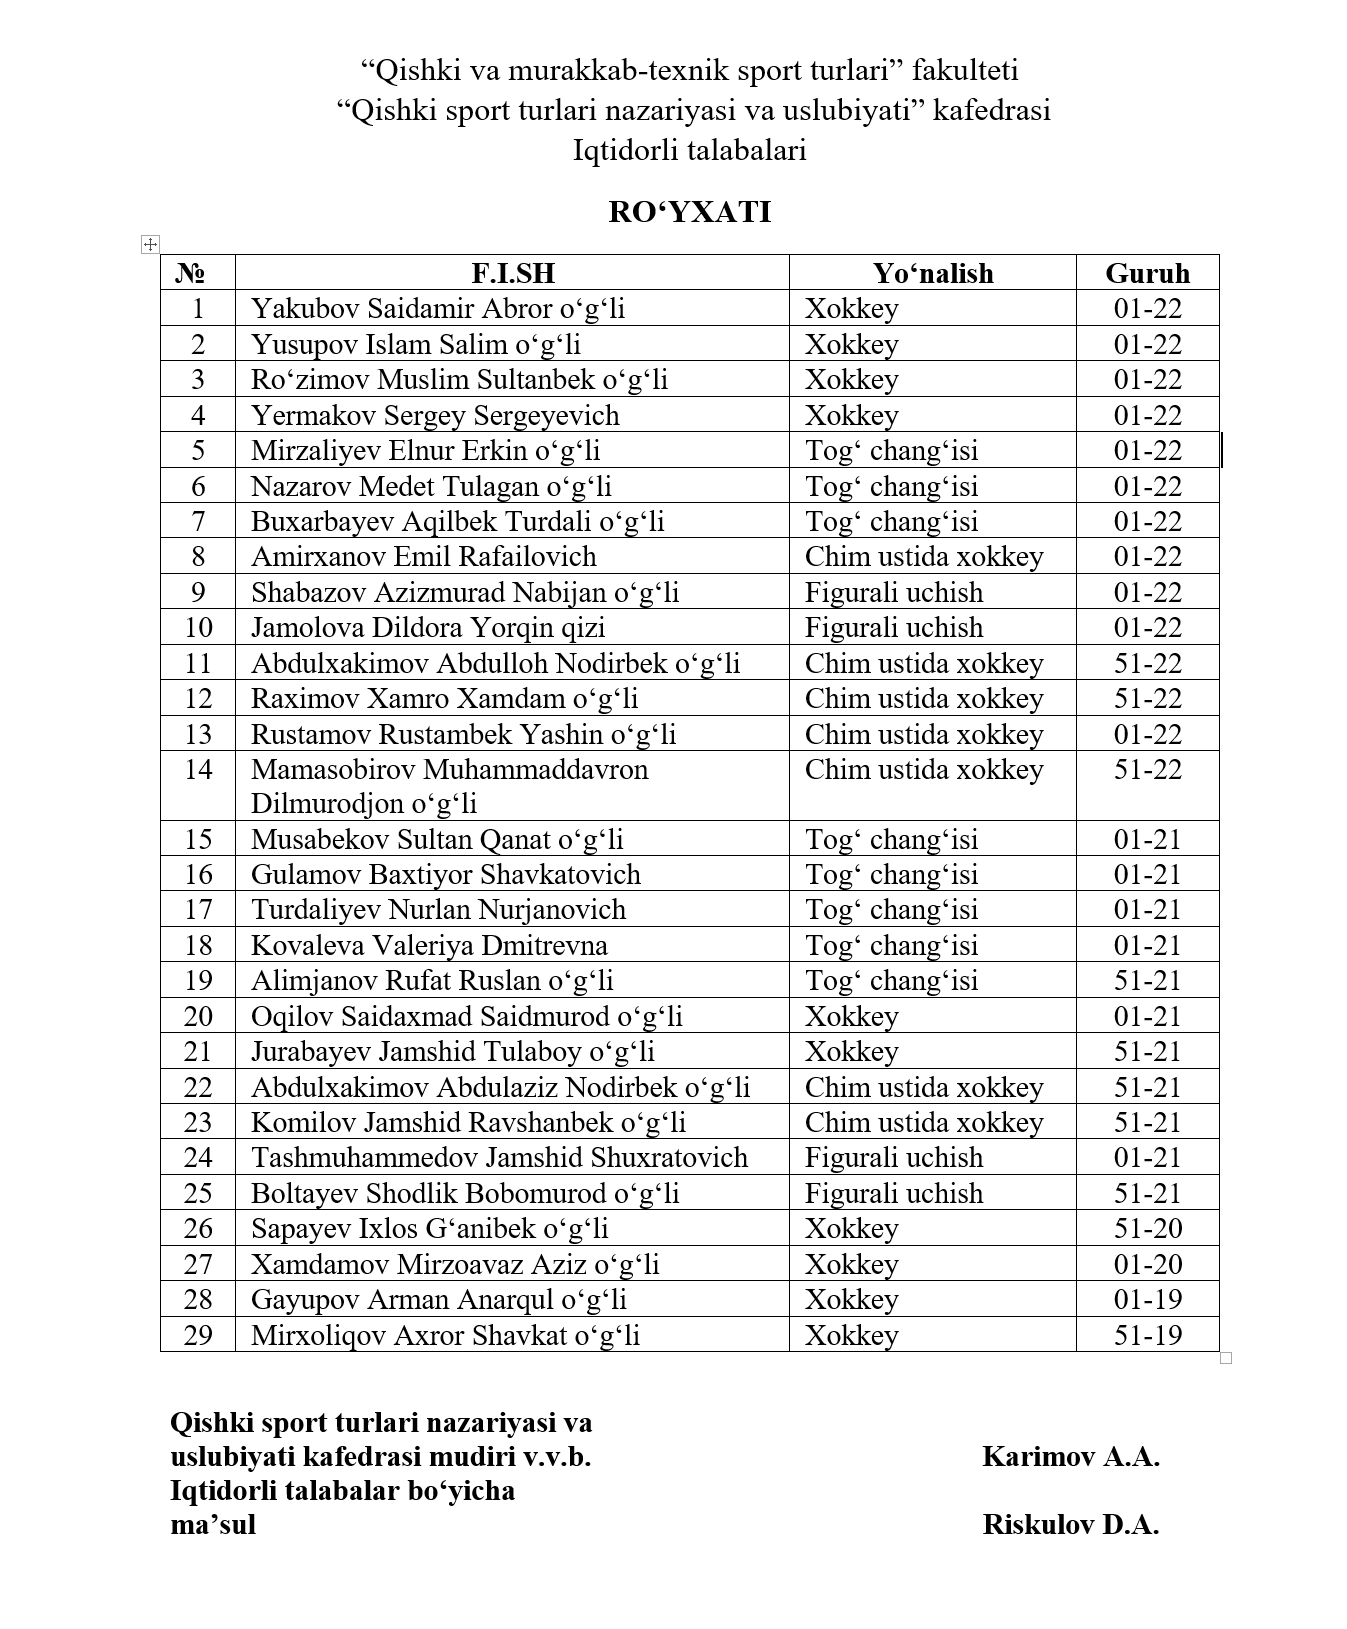 “Qishki va murakkab-texnik sport turlari” fakulteti
“Qishki sport turlari nazariyasi va uslubiyati” kafedrasi
Iqtidorli talabalari
RO‘YXATI
№ F.I.SH Yo‘nalish Guruh
1 Yakubov Saidamir Abror o‘g‘li Xokkey 01-22
2 Yusupov Islam Salim o‘g‘li Xokkey 01-22
3 Ro‘zimov Muslim Sultanbek o‘g‘li Xokkey 01-22
4 Yermakov Sergey Sergeyevich Xokkey 01-22
5 Mirzaliyev Elnur Erkin o‘g‘li Tog‘ chang‘isi 01-22
6 Nazarov Medet Tulagan o‘g‘li Tog‘ chang‘isi 01-22
7 Buxarbayev Aqilbek Turdali o‘g‘li Tog‘ chang‘isi 01-22
8 Amirxanov Emil Rafailovich Chim ustida xokkey 01-22
9 Shabazov Azizmurad Nabijan o‘g‘li Figurali uchish 01-22
10 Jamolova Dildora Yorqin qizi Figurali uchish 01-22
11 Abdulxakimov Abdulloh Nodirbek o‘g‘li Chim ustida xokkey 51-22
12 Raximov Xamro Xamdam o‘g‘li Chim ustida xokkey 51-22
13 Rustamov Rustambek Yashin o‘g‘li Chim ustida xokkey 01-22
14 Mamasobirov Muhammaddavron Chim ustida xokkey 51-22
Dilmurodjon o‘g‘li
15 Musabekov Sultan Qanat o‘g‘li Tog‘ chang‘isi 01-21
16 Gulamov Baxtiyor Shavkatovich Tog‘ chang‘isi 01-21
17 Turdaliyev Nurlan Nurjanovich Tog‘ chang‘isi 01-21
18 Kovaleva Valeriya Dmitrevna Tog‘ chang‘isi 01-21
19 Alimjanov Rufat Ruslan o‘g‘li Tog‘ chang‘isi 51-21
20 Oqilov Saidaxmad Saidmurod o‘g‘li Xokkey 01-21
21 Jurabayev Jamshid Tulaboy o‘g‘li Xokkey 51-21
22 Abdulxakimov Abdulaziz Nodirbek o‘g‘li Chim ustida xokkey 51-21
23 Komilov Jamshid Ravshanbek o‘g‘li Chim ustida xokkey 51-21
24 Tashmuhammedov Jamshid Shuxratovich Figurali uchish 01-21
25 Boltayev Shodlik Bobomurod o‘g‘li Figurali uchish 51-21
26 Sapayev Ixlos G‘anibek o‘g‘li Xokkey 51-20
27 Xamdamov Mirzoavaz Aziz o‘g‘li Xokkey 01-20
28 Gayupov Arman Anarqul o‘g‘li Xokkey 01-19
29 Mirxoliqov Axror Shavkat o‘g‘li Xokkey 51-19
Qishki sport turlari nazariyasi va
uslubiyati kafedrasi mudiri v.v.b. Karimov A.A.
Iqtidorli talabalar bo‘yicha
ma’sul Riskulov D.A.